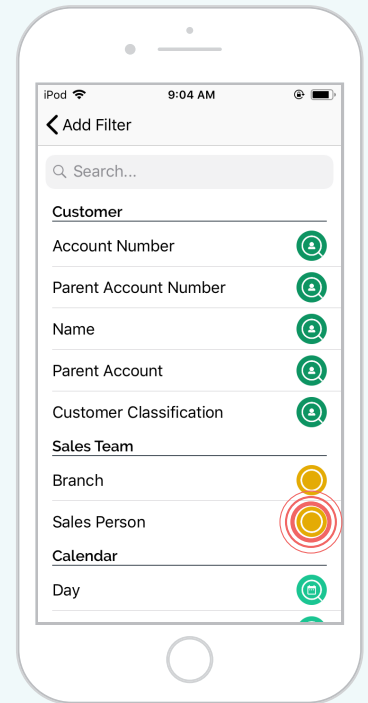 iPod 9:04 AM
Add Filter
Search...
Customer
Account Number
Parent Account Number
Name
Parent Account
Customer Classification
Sales Team
Branch
Sales Person
Calendar
Day